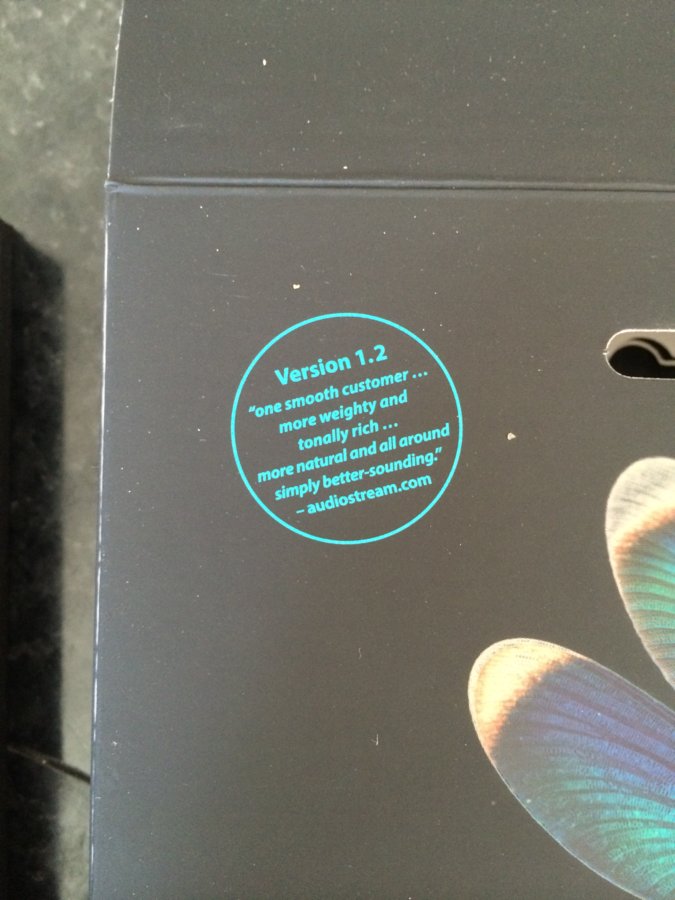 Version 1.2
“one smooth customer ...
more weighty and
tonally rich ...
more natural and all around
simply better-sounding.”
– audiostream.com